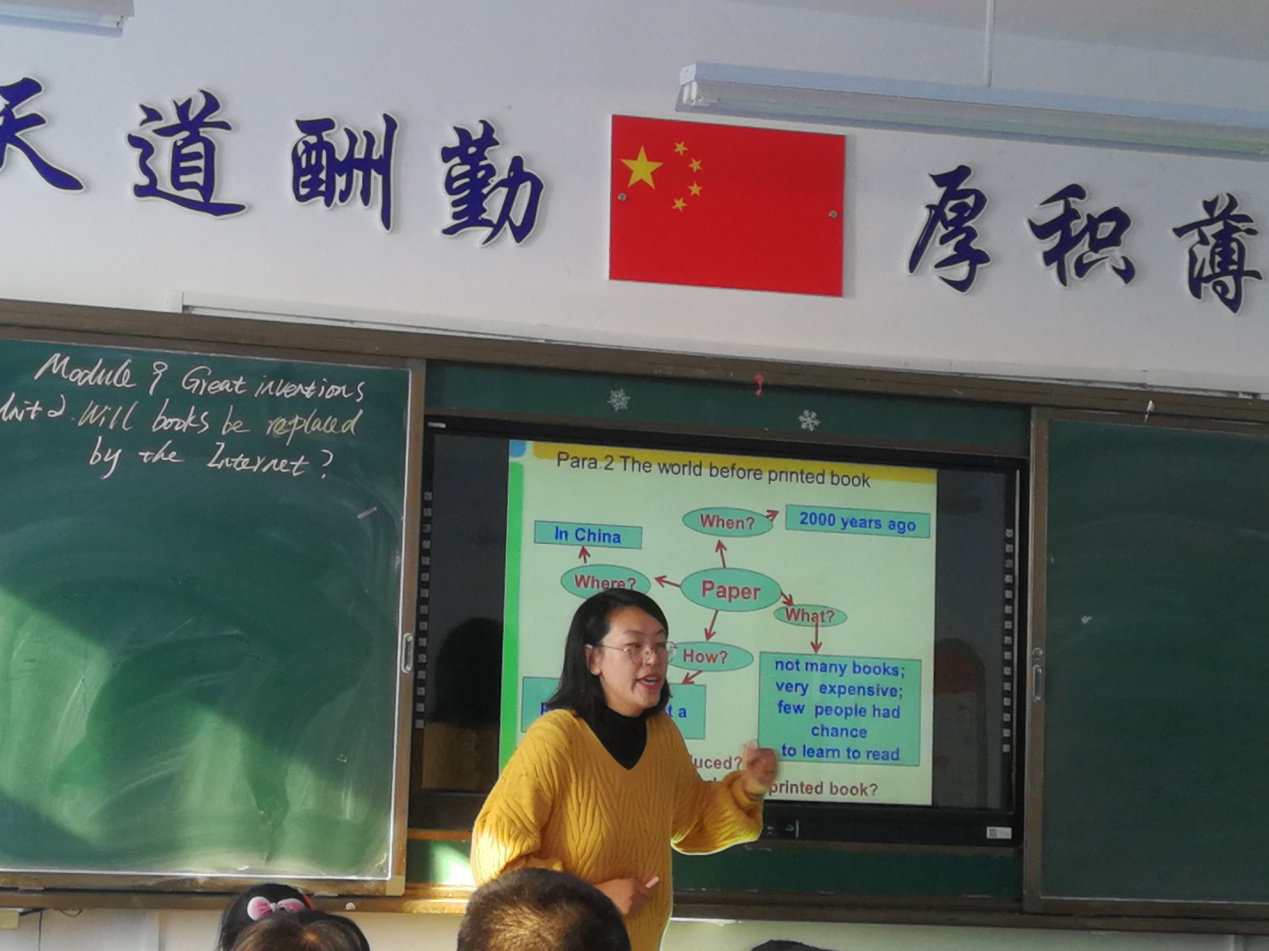 天道酬勤
厚积薄
Module 9 Great inventions
Unit 2 Will books be replaced
by the Internet?
Para.2 The world before printed book
When?
2000 years ago
In China
Where?
Paper
What?
How?
not many books;
very expensive;
few people had
chance
to learn to read
t a
uced?
printed book?